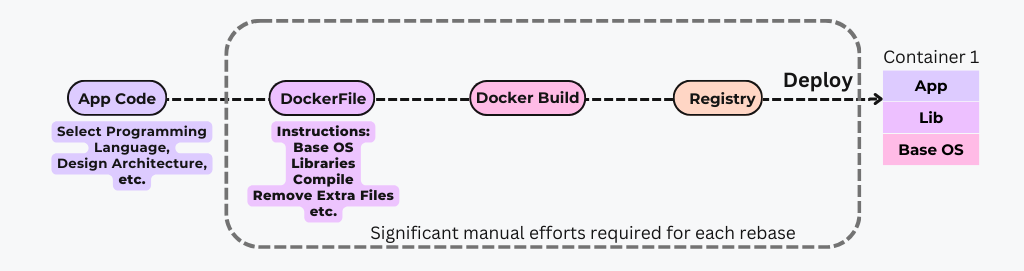 Container 1
Deploy
App Code
DockerFile
Docker Build
Registry
App
Lib
Base OS
Select Programming
Language,
Design Architecture,
etc.
Instructions:
Base OS
Libraries
Compile
Remove Extra Files
etc.
Significant manual efforts required for each rebase